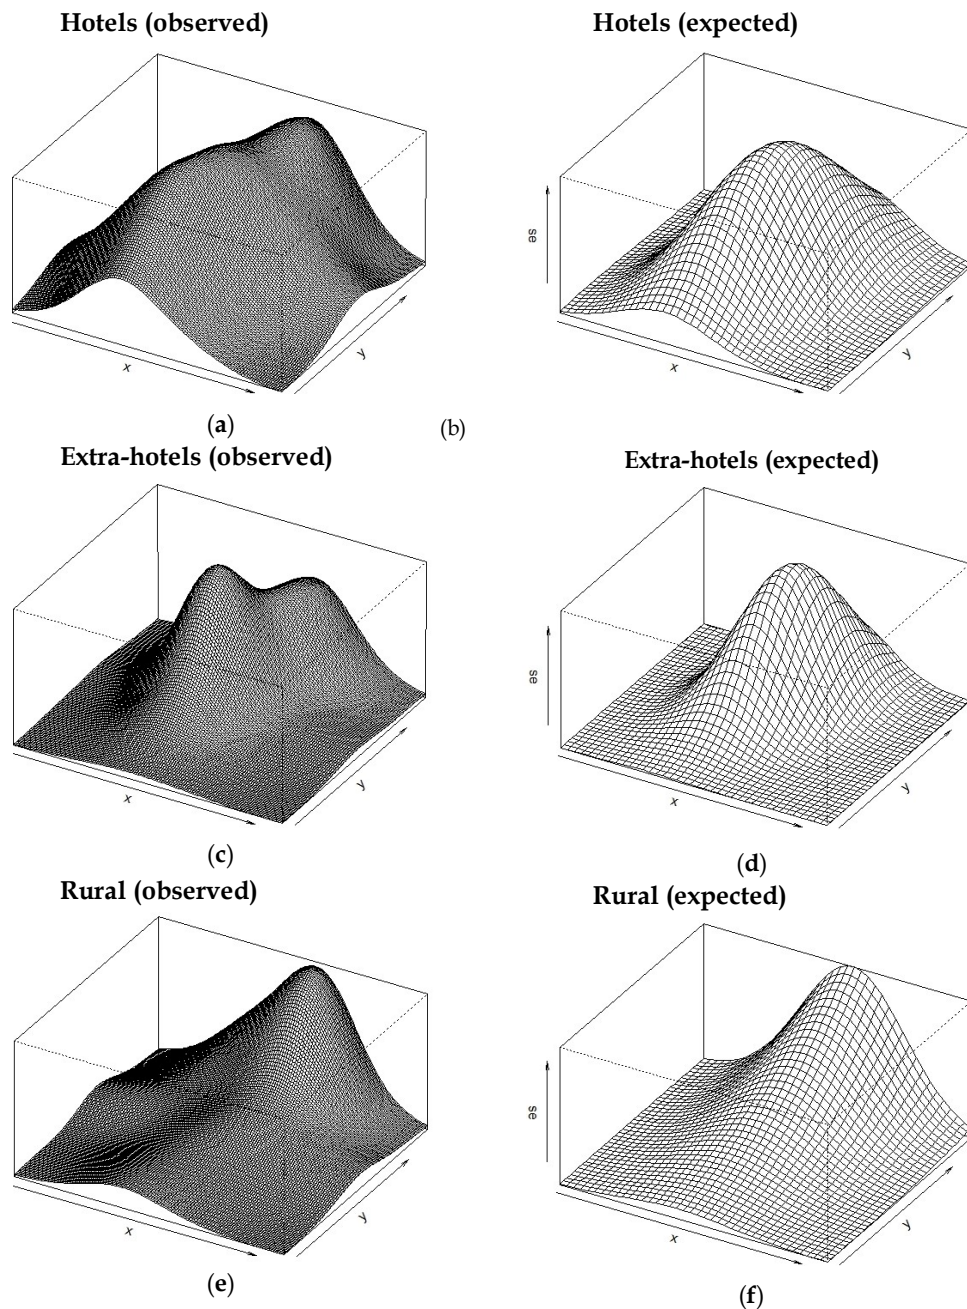 Hotels (observed)
Hotels (expected)
x
y
se
x
y
(a)
(b)
Extra-hotels (observed)
Extra-hotels (expected)
x
y
se
x
y
(c)
(d)
Rural (observed)
Rural (expected)
x
y
se
x
y
(e)
(f)